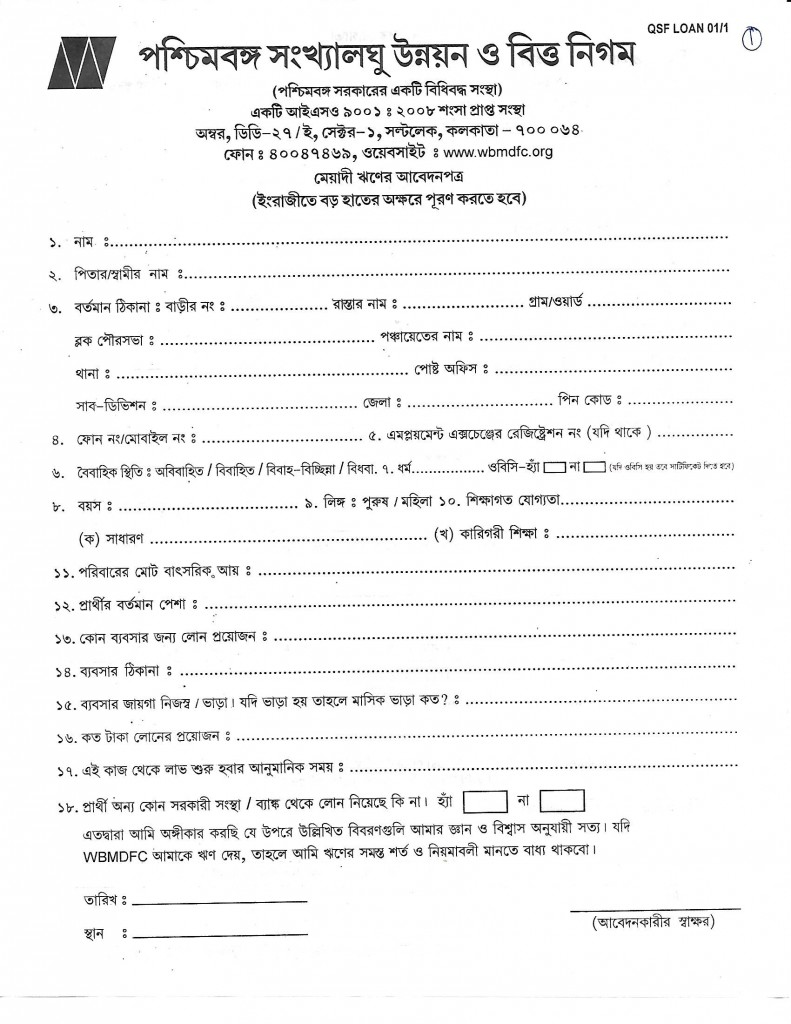 QSF LOAN 01/1
1
পশ্চিমবঙ্গ সংখ্যালঘু উন্নয়ন ও বিত্ত নিগম
(পশ্চিমবঙ্গ সরকারের একটি বিধিবদ্ধ সংস্থা)
একটি আইএসও ৯০০১ : ২০০৮ শংসা প্রাপ্ত সংস্থা
অম্বর, ডিডি-২৭/ই, সেক্টর-১, সল্টলেক, কলকাতা - ৭০০ ০৬৪
ফোন : ৪০০৪৭৪৬৯, ওয়েবসাইট : www.wbmdfc.org
মেয়াদী ঋণের আবেদনপত্র
(ইংরাজীতে বড় হাতের অক্ষরে পূরণ করতে হবে)
১. নাম :..........
২. পিতার/স্বামীর নাম :..........
৩. বর্তমান ঠিকানা : বাড়ীর নং : .......... রাস্তার নাম : .......... গ্রাম/ওয়ার্ড ..........
ব্লক পৌরসভা : .......... পঞ্চায়েতের নাম : ..........
থানা : .......... পোষ্ট অফিস : ..........
সাব-ডিভিশন : .......... জেলা : .......... পিন কোড : ..........
৪. ফোন নং/মোবাইল নং : .......... ৫. এমপ্লয়মেন্ট এক্সচেঞ্জের রেজিষ্ট্রেশন নং (যদি থাকে ) ..........
৬. বৈবাহিক স্থিতি : অবিবাহিত / বিবাহিত / বিবাহ-বিচ্ছিন্না / বিধবা. ৭. ধর্ম.......... ওবিসি-হ্যাঁ না (যদি ওবিসি হয় তবে সার্টিফিকেট দিতে হবে)
৮. বয়স : .......... ৯. লিঙ্গ : পুরুষ / মহিলা ১০. শিক্ষাগত যোগ্যতা..........
(ক) সাধারণ .......... (খ) কারিগরী শিক্ষা : ..........
১১. পরিবারের মোট বাৎসরিক আয় : ..........
১২. প্রার্থীর বর্তমান পেশা : ..........
১৩. কোন ব্যবসার জন্য লোন প্রয়োজন : ..........
১৪. ব্যবসার ঠিকানা : ..........
১৫. ব্যবসার জায়গা নিজস্ব / ভাড়া। যদি ভাড়া হয় তাহলে মাসিক ভাড়া কত? : ..........
১৬. কত টাকা লোনের প্রয়োজন : ..........
১৭. এই কাজ থেকে লাভ শুরু হবার আনুমানিক সময় : ..........
১৮. প্রার্থী অন্য কোন সরকারী সংস্থা / ব্যাঙ্ক থেকে লোন নিয়েছে কি না। হ্যাঁ না
এতদ্বারা আমি অঙ্গীকার করছি যে উপরে উল্লিখিত বিবরণগুলি আমার জ্ঞান ও বিশ্বাস অনুযায়ী সত্য। যদি
WBMDFC আমাকে ঋণ দেয়, তাহলে আমি ঋণের সমস্ত শর্ত ও নিয়মাবলী মানতে বাধ্য থাকবো।
তারিখ : __________
(আবেদনকারীর স্বাক্ষর)
স্থান : __________